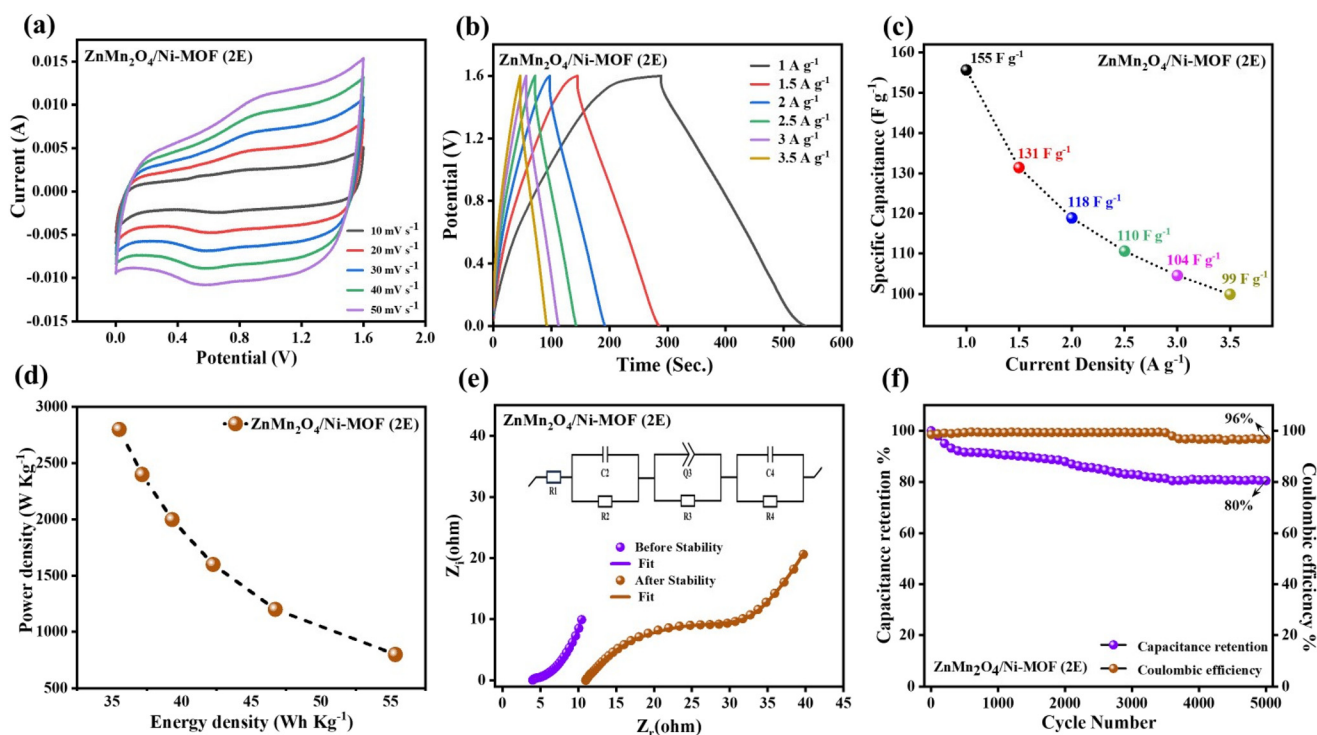 (a)
ZnMn₂O₄/Ni-MOF (2E)
0.015
0.010
0.005
0.000
-0.005
-0.010
-0.015
Current (A)
10 mV s⁻¹
20 mV s⁻¹
30 mV s⁻¹
40 mV s⁻¹
50 mV s⁻¹
0.0 0.4 0.8 1.2 1.6 2.0
Potential (V)
(b)
ZnMn₂O₄/Ni-MOF (2E)
2.0
1.6
1.2
0.8
0.4
0.0
Potential (V)
1 A g⁻¹
1.5 A g⁻¹
2 A g⁻¹
2.5 A g⁻¹
3 A g⁻¹
3.5 A g⁻¹
0 100 200 300 400 500 600
Time (Sec.)
(c)
ZnMn₂O₄/Ni-MOF (2E)
160
150
140
130
120
110
100
Specific Capacitance (F g⁻¹)
155 F g⁻¹
131 F g⁻¹
118 F g⁻¹
110 F g⁻¹
104 F g⁻¹
99 F g⁻¹
1.0 1.5 2.0 2.5 3.0 3.5
Current Density (A g⁻¹)
(d)
ZnMn₂O₄/Ni-MOF (2E)
3000
2500
2000
1500
1000
500
Power density (W Kg⁻¹)
35 40 45 50 55
Energy density (Wh Kg⁻¹)
(e)
ZnMn₂O₄/Ni-MOF (2E)
40
30
20
10
0
Zᵢ(ohm)
R1
C2
R2
Q3
R3
C4
R4
Before Stability
Fit
After Stability
Fit
0 5 10 15 20 25 30 35 40 45
Zᵣ(ohm)
(f)
100
80
60
40
20
0
Capacitance retention %
96%
80%
Capacitance retention
ZnMn₂O₄/Ni-MOF (2E)
Coulombic efficiency
100
80
60
40
20
0
Coulombic efficiency %
0 1000 2000 3000 4000 5000
Cycle Number